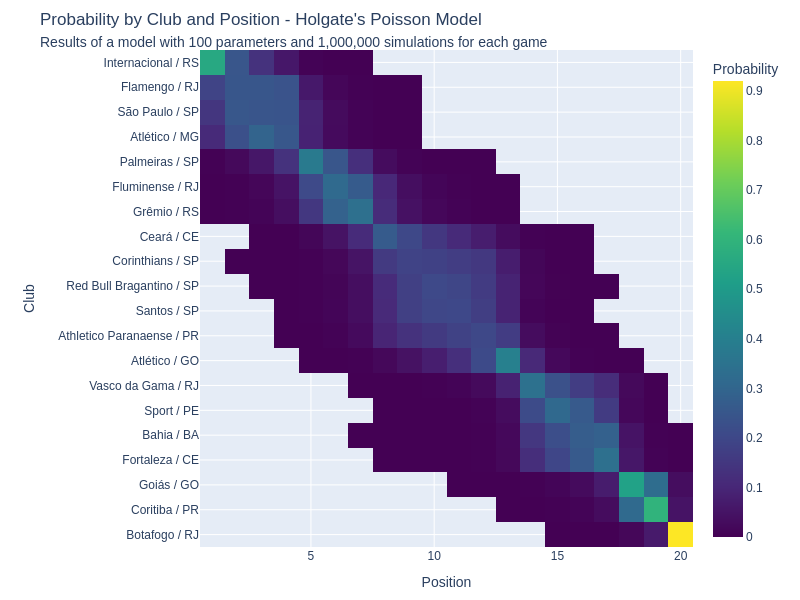 Probability by Club and Position - Holgate's Poisson Model
Results of a model with 100 parameters and 1,000,000 simulations for each game
Internacional / RS
Flamengo / RJ
São Paulo / SP
Atlético / MG
Palmeiras / SP
Fluminense / RJ
Grêmio / RS
Ceará / CE
Corinthians / SP
Red Bull Bragantino / SP
Santos / SP
Athletico Paranaense / PR
Atlético / GO
Vasco da Gama / RJ
Sport / PE
Bahia / BA
Fortaleza / CE
Goiás / GO
Coritiba / PR
Botafogo / RJ
Club
5
10
15
20
Position
Probability
0.9
0.8
0.7
0.6
0.5
0.4
0.3
0.2
0.1
0